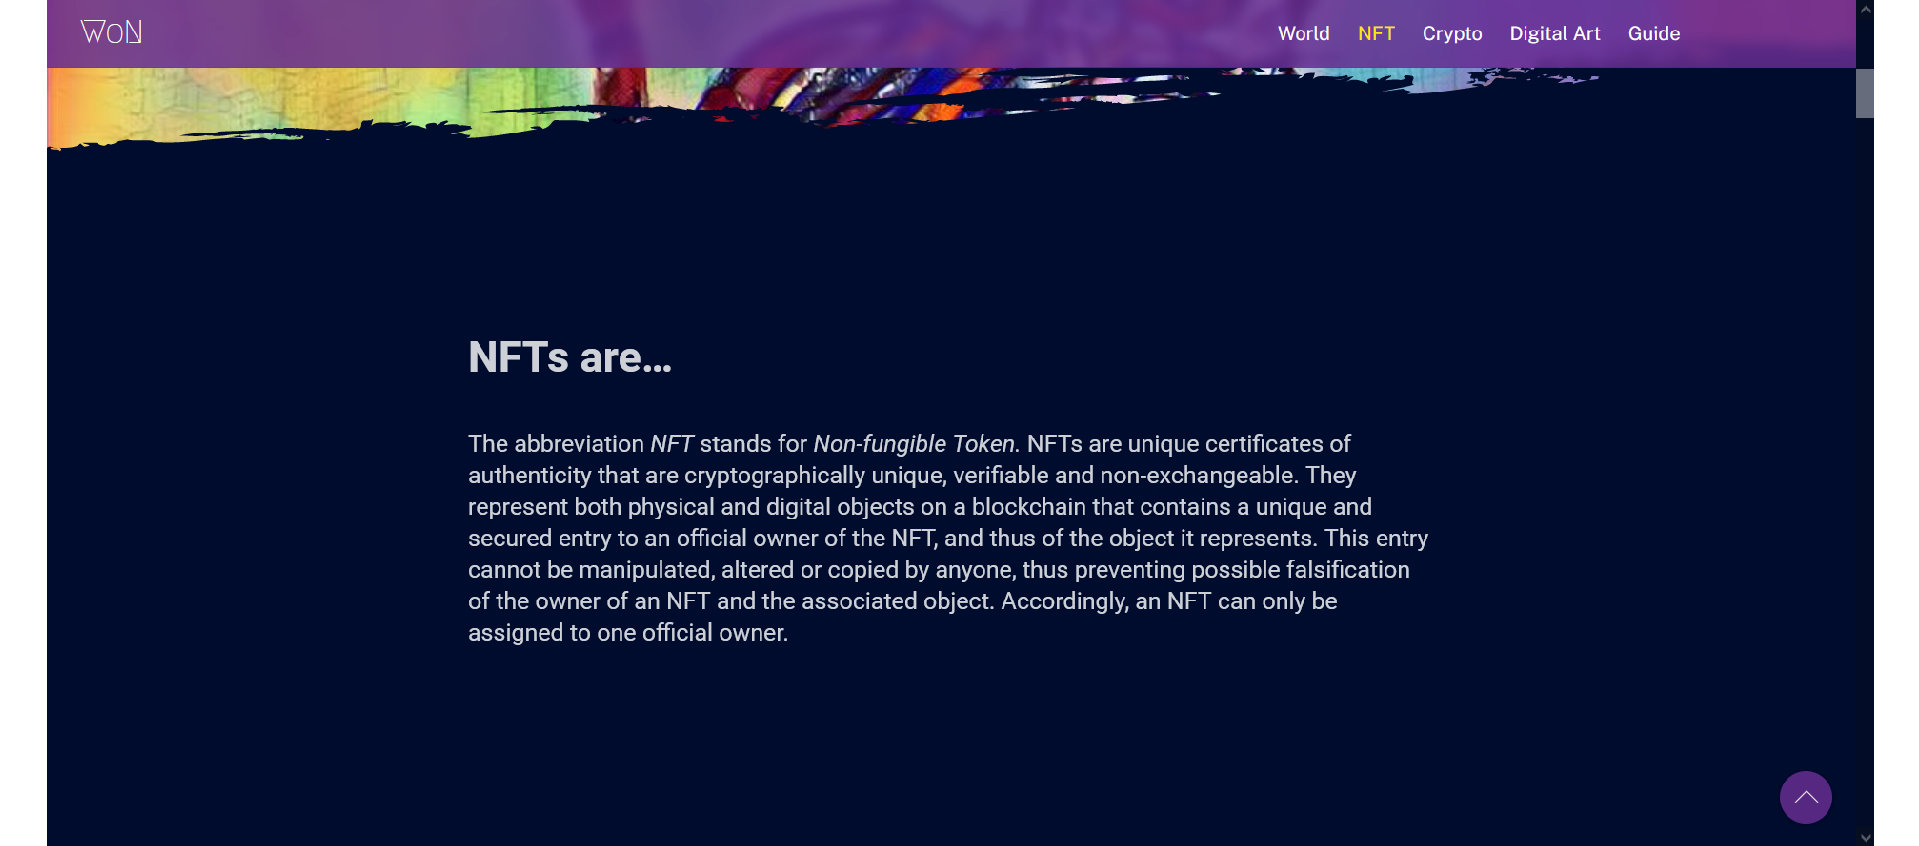 WoN
World NFT Crypto Digital Art Guide
NFTs are...
The abbreviation NFT stands for Non-fungible Token. NFTs are unique certificates of
authenticity that are cryptographically unique, verifiable and non-exchangeable. They
represent both physical and digital objects on a blockchain that contains a unique and
secured entry to an official owner of the NFT, and thus of the object it represents. This entry
cannot be manipulated, altered or copied by anyone, thus preventing possible falsification
of the owner of an NFT and the associated object. Accordingly, an NFT can only be
assigned to one official owner.